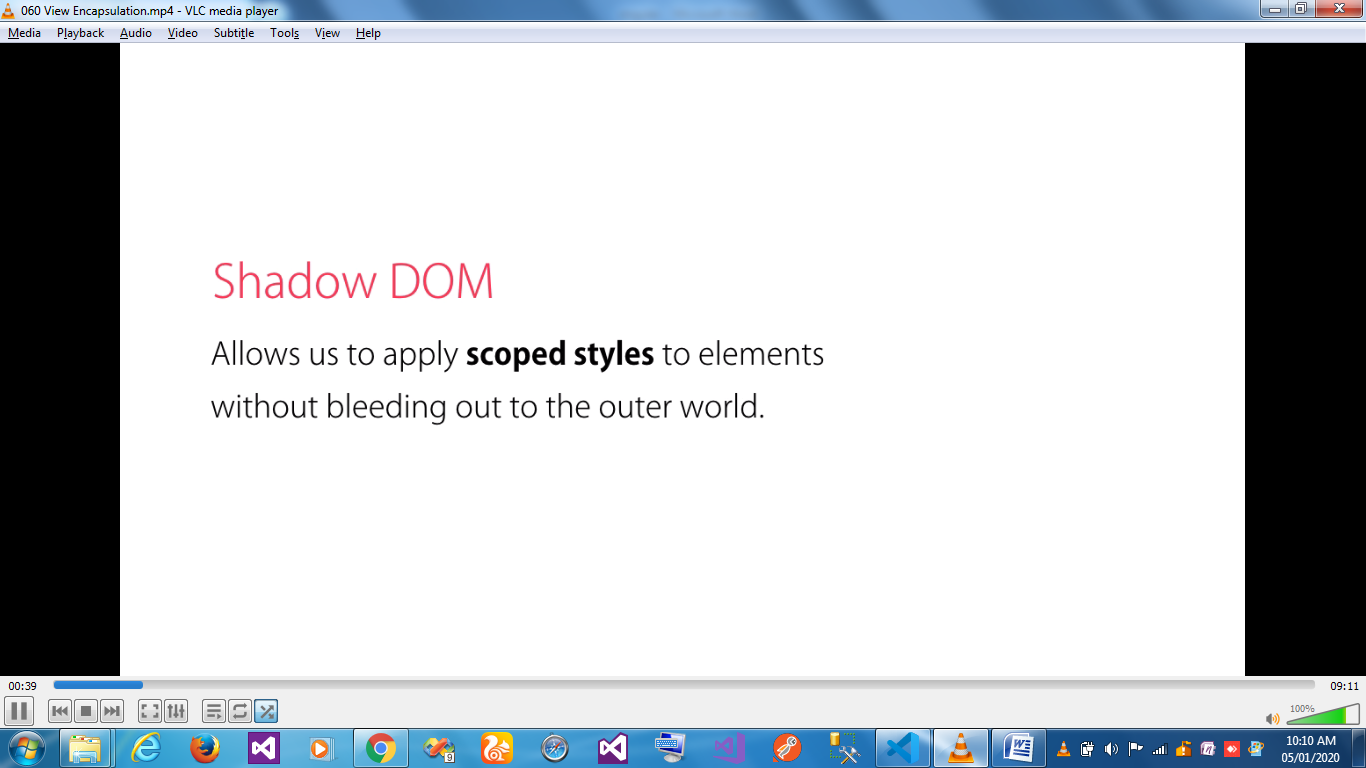 060 View Encapsulation.mp4 - VLC media player
Media Playback Audio Video Subtitle Tools View Help
Shadow DOM
Allows us to apply scoped styles to elements
without bleeding out to the outer world.
00:39
09:11
100%
9
10:10 AM
05/01/2020